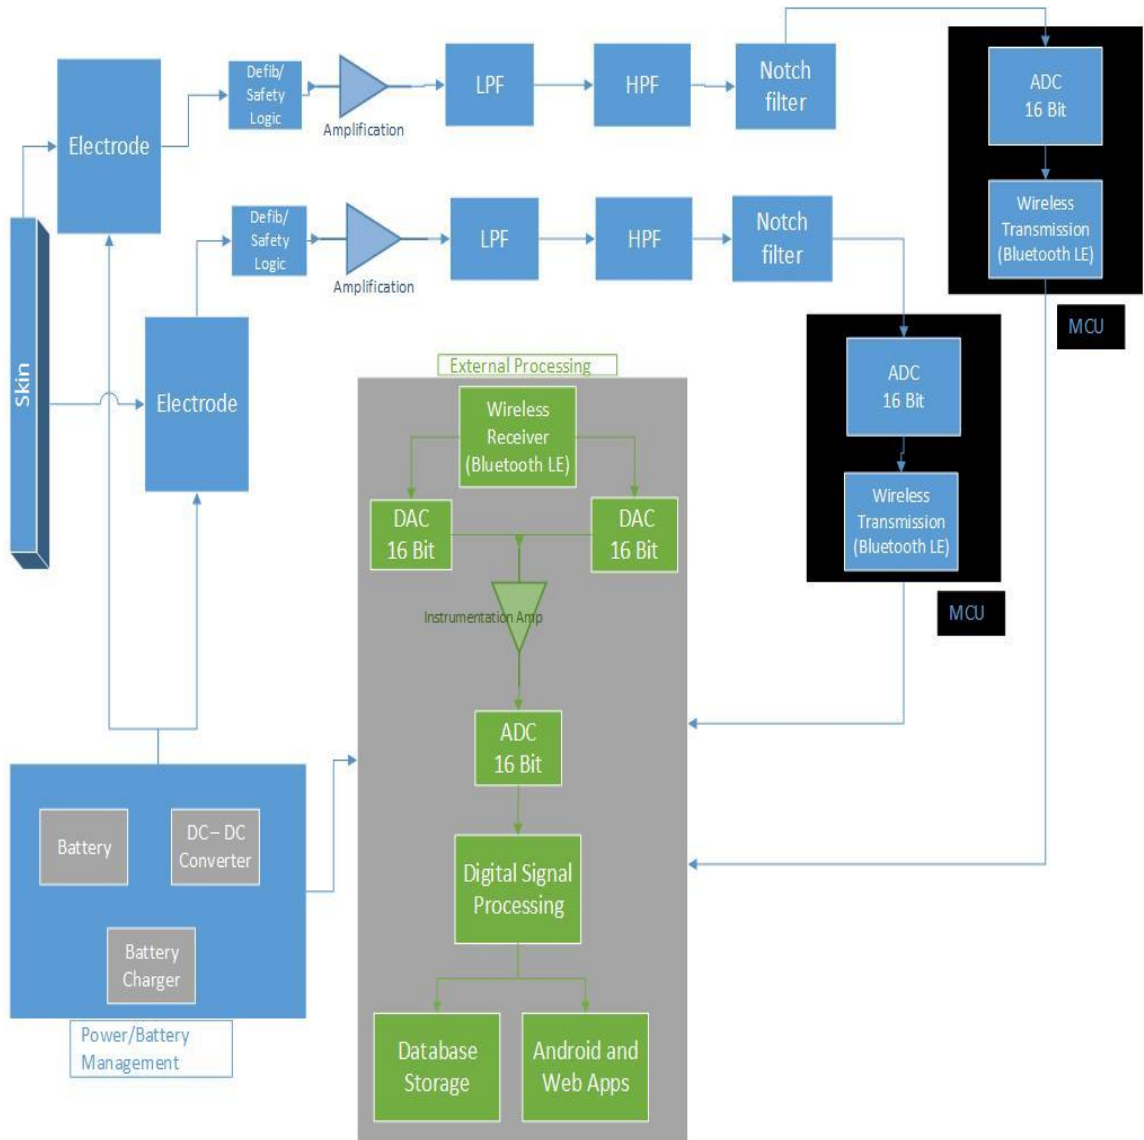 Defib/
Safety
Logic
Electrode
Amplification
LPF
HPF
Notch
filter
ADC
16 Bit
Wireless
Transmission
(Bluetooth LE)
MCU
Defib/
Safety
Logic
Amplification
LPF
HPF
Notch
filter
Skin
Electrode
ADC
16 Bit
Wireless
Transmission
(Bluetooth LE)
MCU
External Processing
Wireless
Receiver
(Bluetooth LE)
DAC
16 Bit
DAC
16 Bit
Instrumentation Amp
ADC
16 Bit
Digital Signal
Processing
Database
Storage
Android and
Web Apps
Battery
DC – DC
Converter
Battery
Charger
Power/Battery
Management